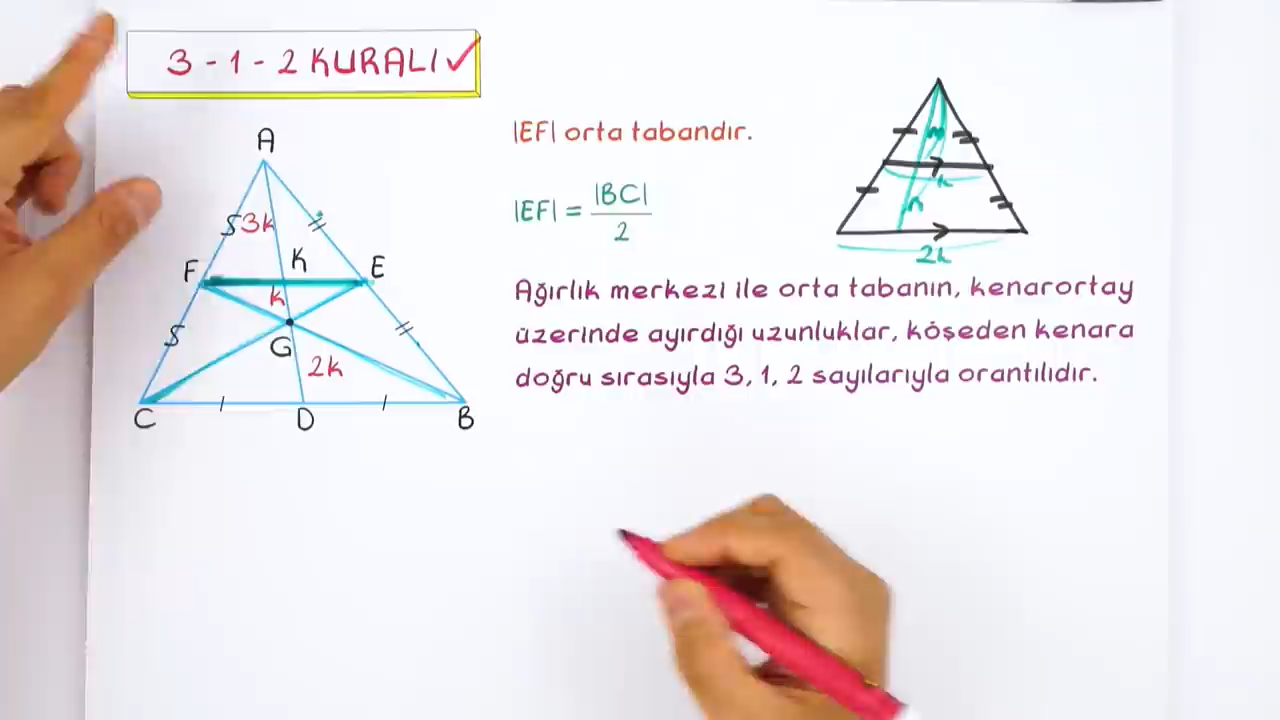 3 - 1 - 2 KURALI
A
3k
F
K
E
k
G
2k
C
D
B
|EF| orta tabandır.
|EF| = |BC|
2
m
k
n
2k
Ağırlık merkezi ile orta tabanın, kenarortay
üzerinde ayırdığı uzunluklar, köşeden kenara
doğru sırasıyla 3, 1, 2 sayılarıyla orantılıdır.